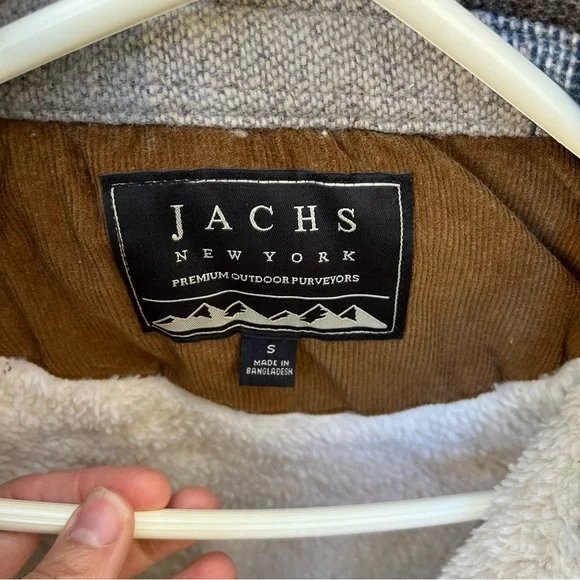 JACHS
NEW YORK
PREMIUM OUTDOOR PURVEYORS
S
MADE IN
BANGLADESH